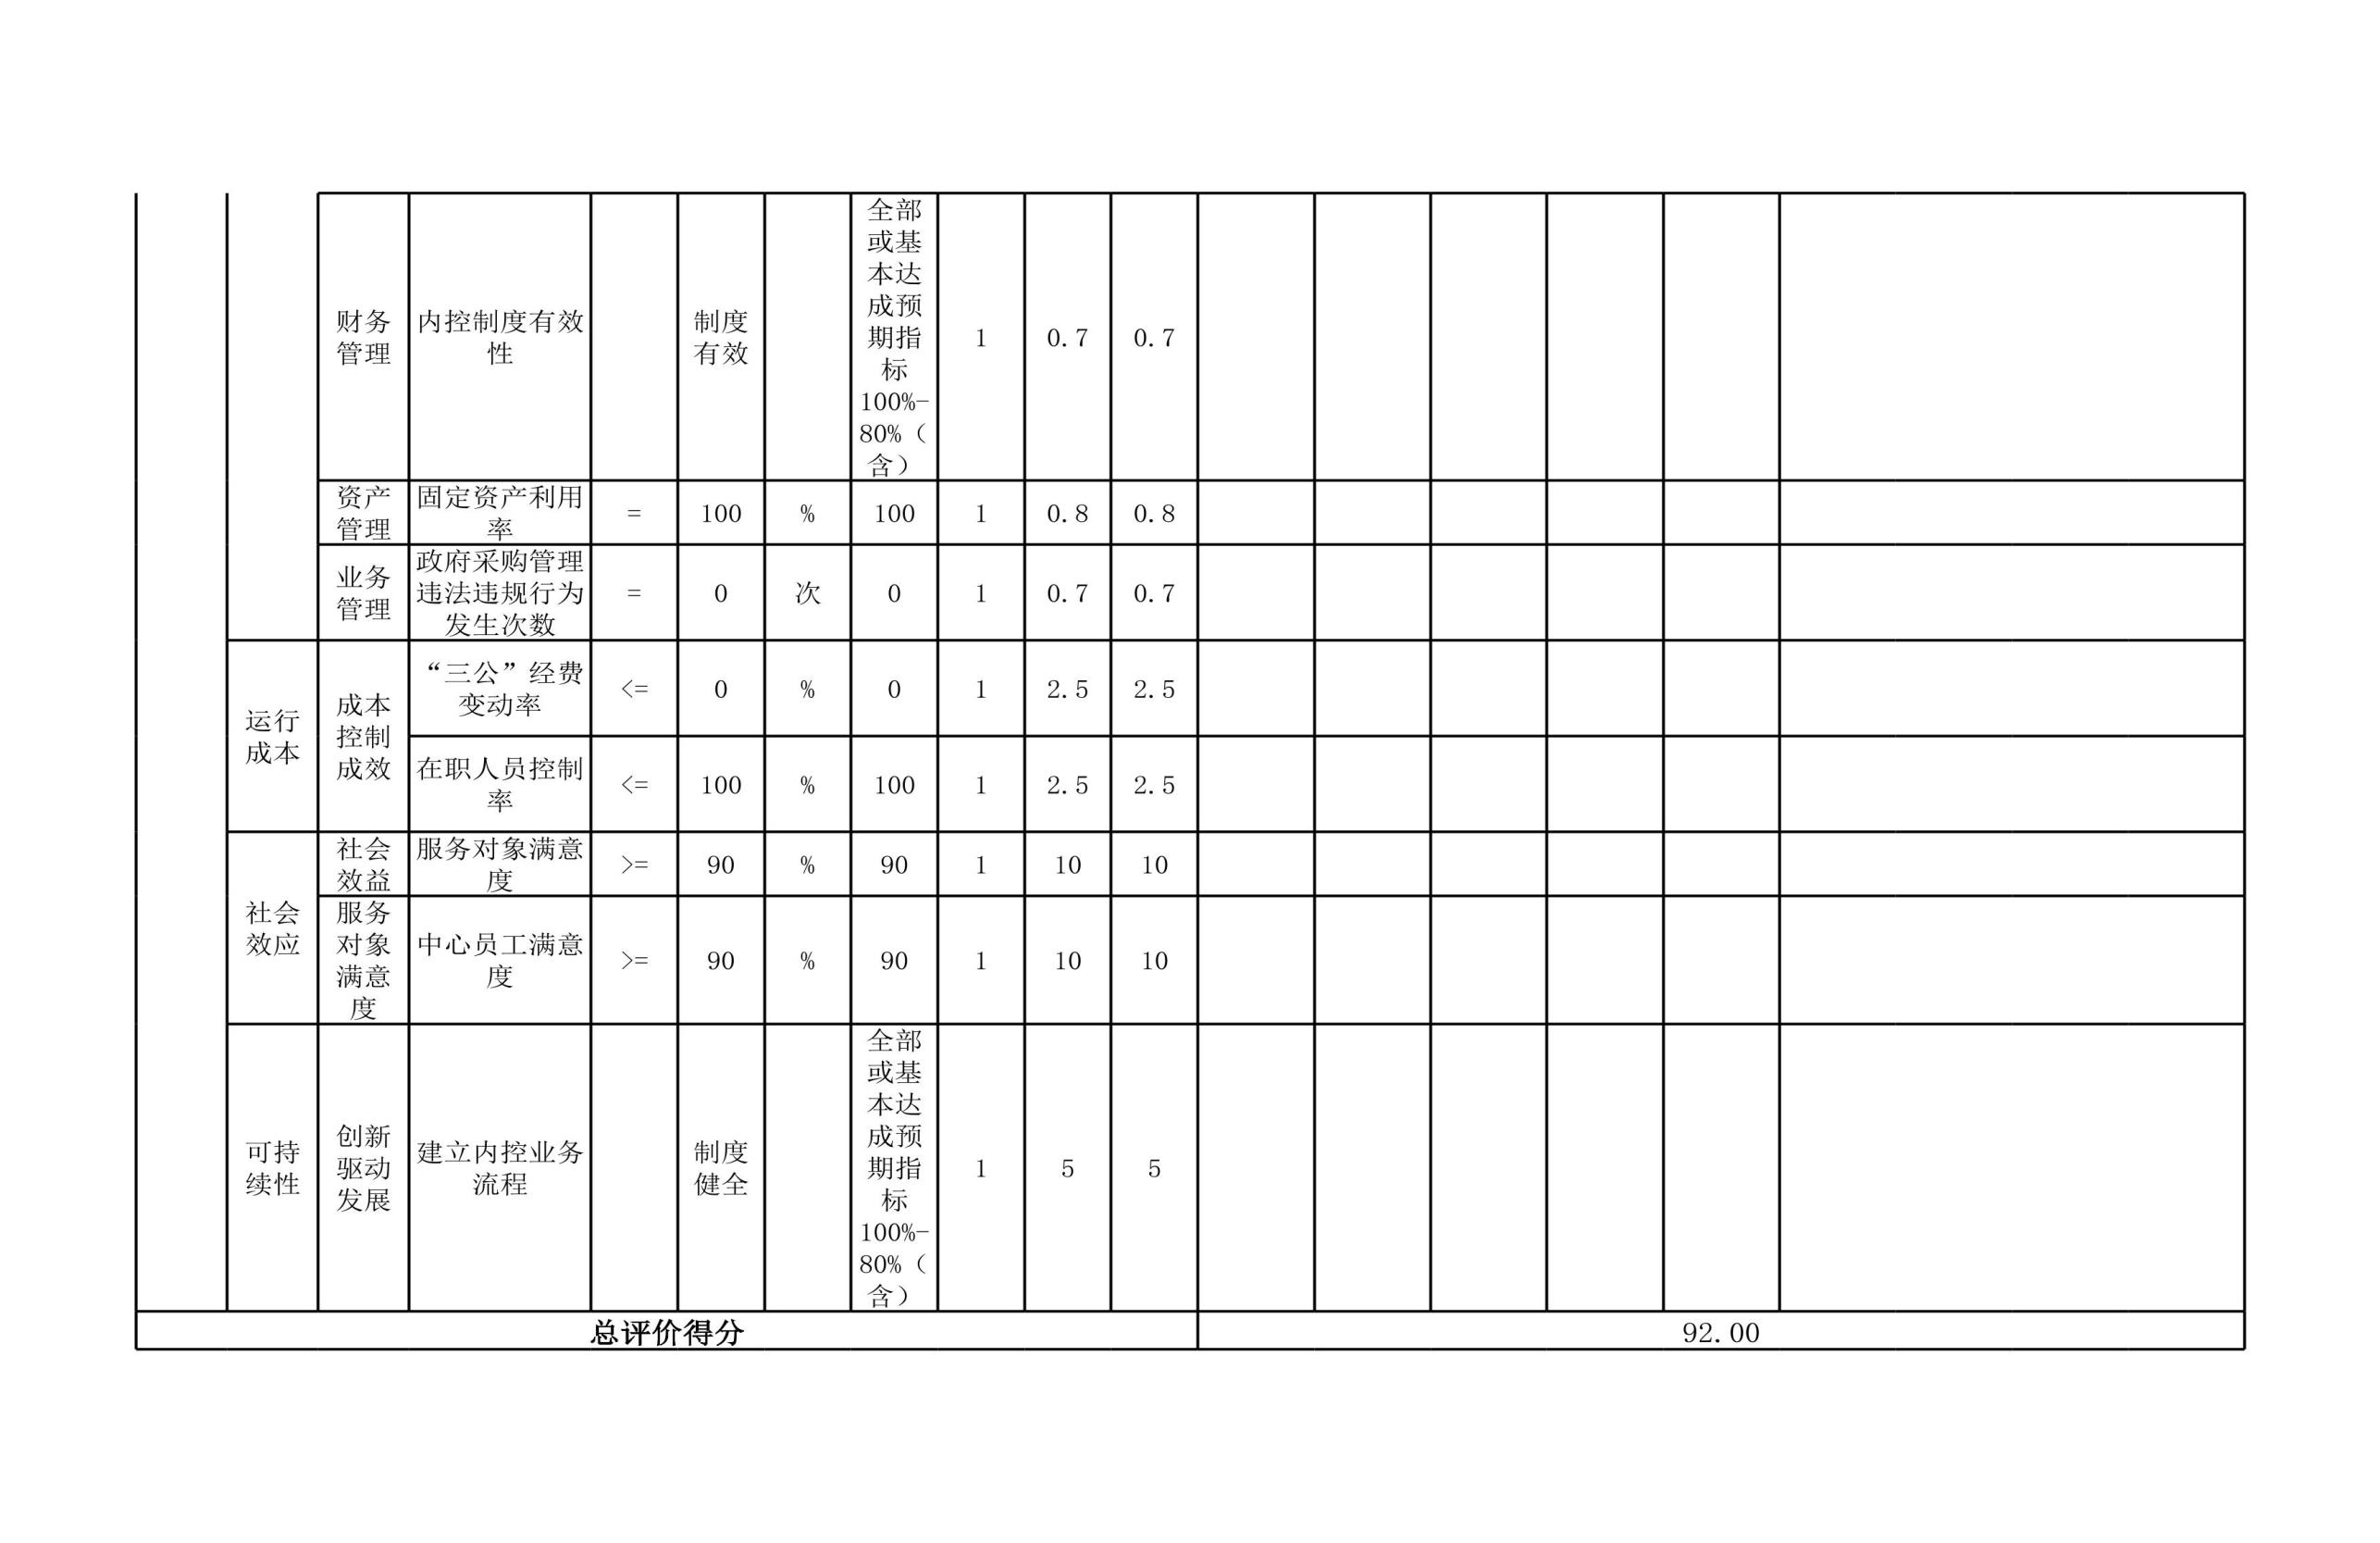 财务
管理
内控制度有效
性
制度
有效
全部
或基
本达
成预
期指
标
100%-
80%（
含）
1
0.7
0.7
资产
管理
固定资产利用
率
=
100
%
100
1
0.8
0.8
业务
管理
政府采购管理
违法违规行为
发生次数
=
0
次
0
1
0.7
0.7
运行
成本
成本
控制
成效
“三公”经费
变动率
<=
0
%
0
1
2.5
2.5
在职人员控制
率
<=
100
%
100
1
2.5
2.5
社会
效应
社会
效益
服务对象满意
度
>=
90
%
90
1
10
10
服务
对象
满意
度
中心员工满意
度
>=
90
%
90
1
10
10
可持
续性
创新
驱动
发展
建立内控业务
流程
制度
健全
全部
或基
本达
成预
期指
标
100%-
80%（
含）
1
5
5
总评价得分
92.00